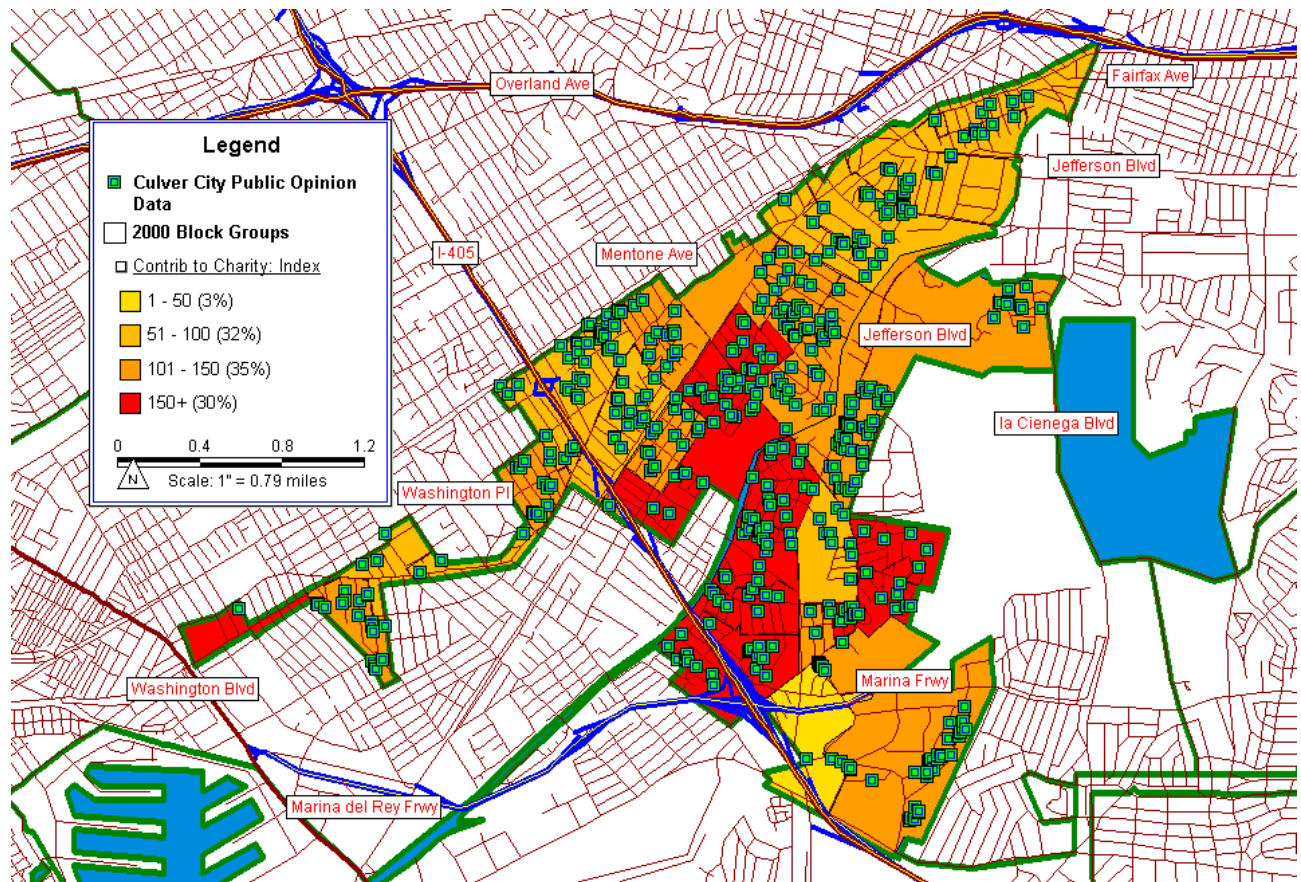 Overland Ave
Fairfax Ave
Legend
Culver City Public Opinion
Data
2000 Block Groups
Contrib to Charity: Index
1 - 50 (3%)
51 - 100 (32%)
101 - 150 (35%)
150+ (30%)
0 0.4 0.8 1.2
N
Scale: 1" = 0.79 miles
Jefferson Blvd
I-405
Mentone Ave
Jefferson Blvd
la Cienega Blvd
Washington Pl
Washington Blvd
Marina Frwy
Marina del Rey Frwy